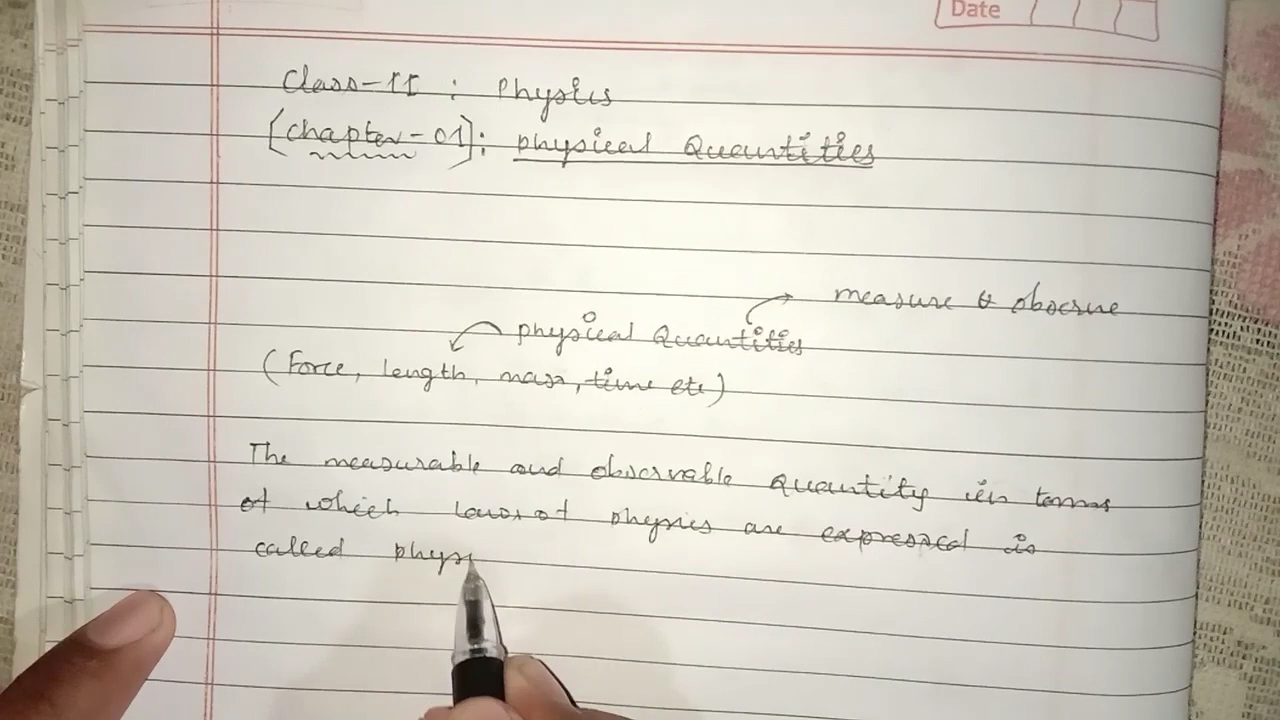 Date
Class-II : Physics
[Chapter-01]: physical Quantities
measure & observe
physical Quantities
(Force, length, mass, time etc)
The measurable and observable Quantity in terms
of which laws of physics are expressed is
called phys